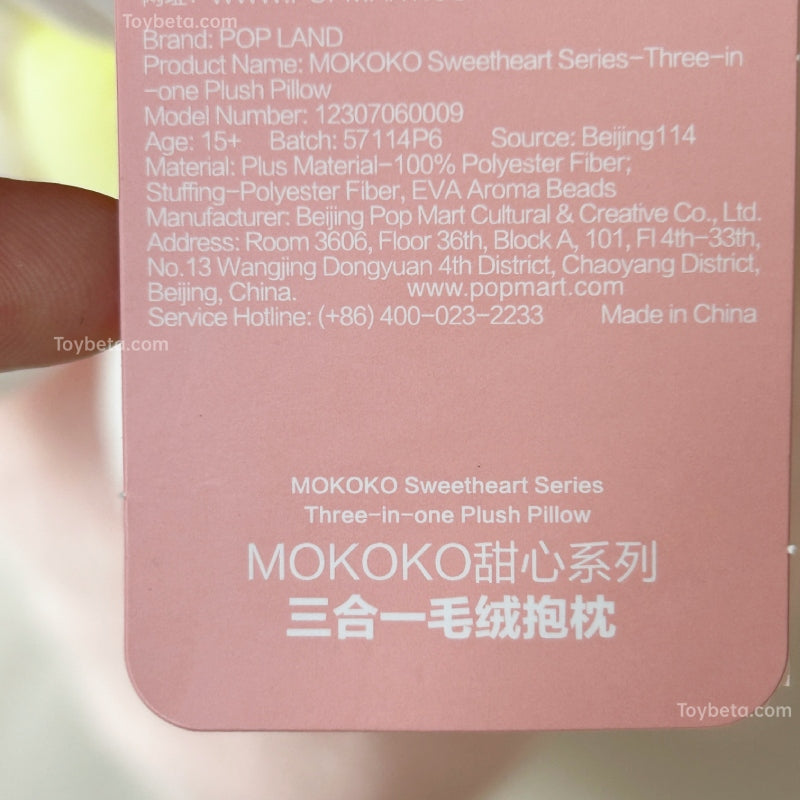 Toybeta.com
Brand: POP LAND
Product Name: MOKOKO Sweetheart Series-Three-in
-one Plush Pillow
Model Number: 12307060009
Age: 15+ Batch: 57114P6 Source: Beijing114
Material: Plus Material-100% Polyester Fiber;
Stuffing-Polyester Fiber, EVA Aroma Beads
Manufacturer: Beijing Pop Mart Cultural & Creative Co., Ltd.
Address: Room 3606, Floor 36th, Block A, 101, Fl 4th-33th,
No.13 Wangjing Dongyuan 4th District, Chaoyang District,
Beijing, China. www.popmart.com
Service Hotline: (+86) 400-023-2233 Made in China
Toybeta.com
MOKOKO Sweetheart Series
Three-in-one Plush Pillow
MOKOKO甜心系列
三合一毛绒抱枕
Toybeta.com